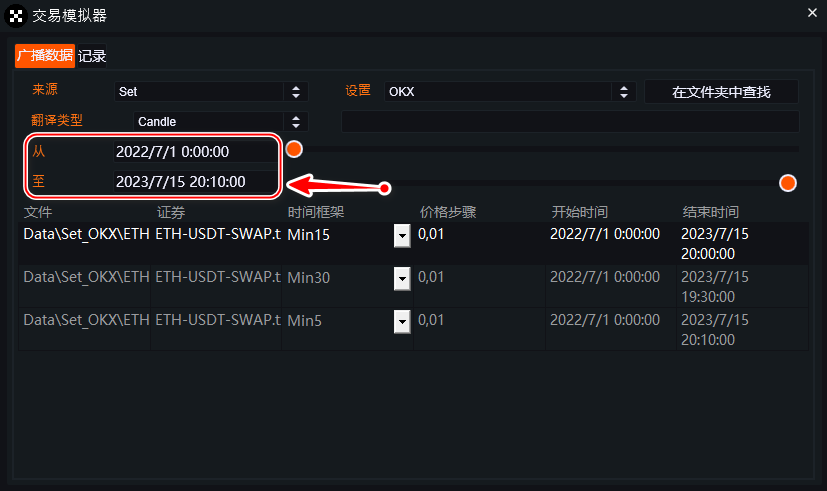 交易模拟器
广播数据 记录
来源 Set 设置 OKX 在文件夹中查找
翻译类型 Candle
从 2022/7/1 0:00:00
至 2023/7/15 20:10:00
文件 证券 时间框架 价格步骤 开始时间 结束时间
Data\Set_OKX\ETH ETH-USDT-SWAP.t Min15 0,01 2022/7/1 0:00:00 2023/7/15
20:00:00
Data\Set_OKX\ETH ETH-USDT-SWAP.t Min30 0,01 2022/7/1 0:00:00 2023/7/15
19:30:00
Data\Set_OKX\ETH ETH-USDT-SWAP.t Min5 0,01 2022/7/1 0:00:00 2023/7/15
20:10:00